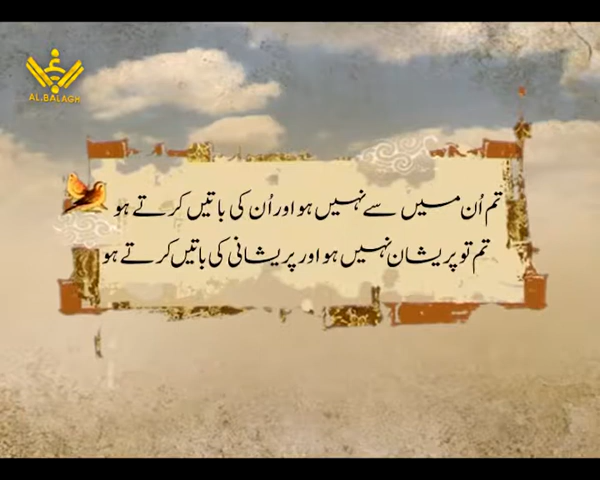 AL.BALAGH
تم اُن میں سے نہیں ہو اور اُن کی باتیں کرتے ہو
تم تو پریشان نہیں ہو اور پریشانی کی باتیں کرتے ہو